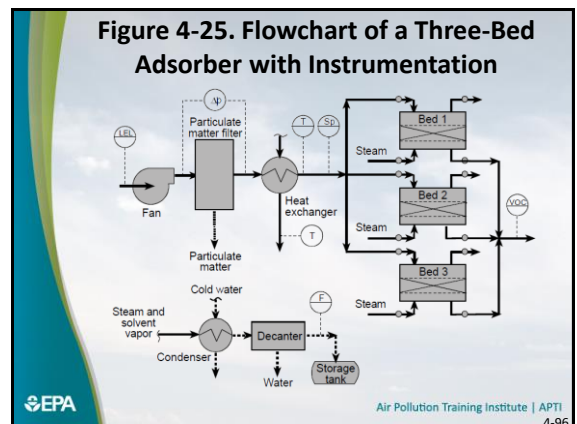 Figure 4-25. Flowchart of a Three-Bed
Adsorber with Instrumentation
Δp
LEL
Particulate
matter filter
T
Sp
Bed 1
Steam
Fan
Heat
exchanger
Bed 2
VOC
T
Steam
Particulate
matter
Cold water
Bed 3
Steam and
solvent
vapor
F
Decanter
Steam
Condenser
Water
Storage
tank
EPA
Air Pollution Training Institute | APTI
4-96